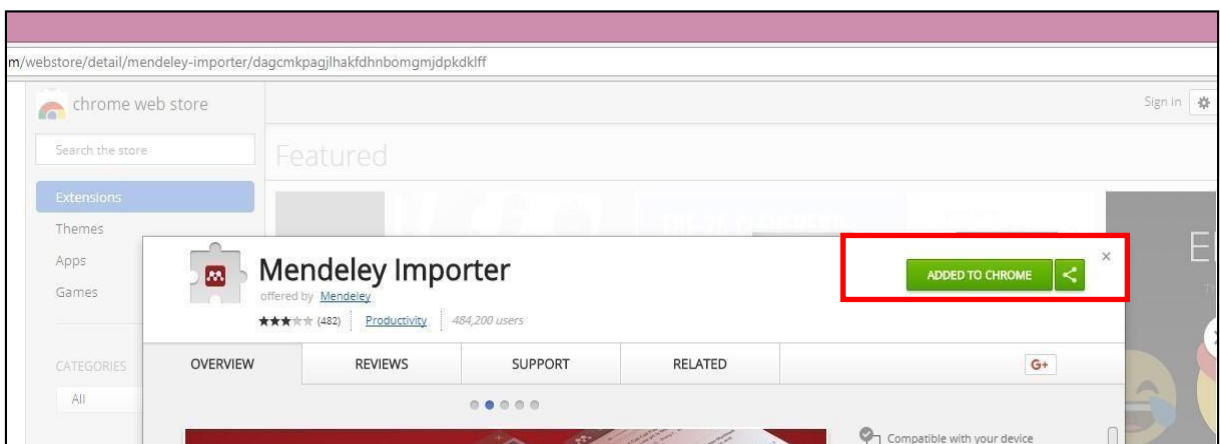 m/webstore/detail/mendeley-importer/dagcmkpagjlhakfdhnbomgmjdpkdklff
chrome web store
Sign in
Search the store
Featured
Extensions
Themes
Apps
Games
CATEGORIES
All
Mendeley Importer
offered by Mendeley
(482) Productivity 484,200 users
ADDED TO CHROME
OVERVIEW REVIEWS SUPPORT RELATED G+
Compatible with your device